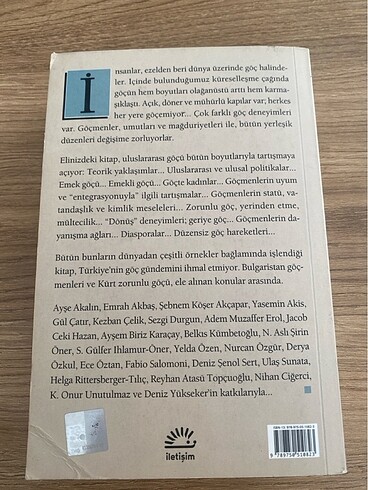 İnsanlar, ezelden beri dünya üzerinde göç halinde-
ler. İçinde bulunduğumuz küreselleşme çağında
göçün hem boyutları olağanüstü arttı hem karma-
şıklaştı. Açık, döner ve mühürlü kapılar var; herkes
her yere göçemiyor... Çok farklı göç deneyimleri
var. Göçmenler, umutları ve mağduriyetleri ile, bütün yerleşik
düzenleri değişime zorluyorlar.
Elinizdeki kitap, uluslararası göçü bütün boyutlarıyla tartışmaya
açıyor: Teorik yaklaşımlar... Uluslararası ve ulusal politikalar...
Emek göçü... Emekli göçü... Göçte kadınlar... Göçmenlerin uyum
ve “entegrasyonuyla” ilgili tartışmalar... Göçmenlerin statü, va-
tandaşlık ve kimlik meseleleri... Zorunlu göç, yerinden etme,
mültecilik... “Dönüş” deneyimleri; geriye göç... Göçmenlerin da-
yanışma ağları... Diasporalar... Düzensiz göç hareketleri...
Bütün bunların dünyadan çeşitli örnekler bağlamında işlendiği
kitap, Türkiye'nin göç gündemini ihmal etmiyor. Bulgaristan göç-
menleri ve Kürt zorunlu göçü, ele alınan konular arasında.
Ayşe Akalın, Emrah Akbaş, Şebnem Köşer Akçapar, Yasemin Akis,
Gül Çatır, Kezban Çelik, Sezgi Durgun, Adem Muzaffer Erol, Jacob
Ceki Hazan, Ayşem Biriz Karaçay, Belkıs Kümbetoğlu, N. Aslı Şirin
Öner, S. Gülfer Ihlamur-Öner, Yelda Özen, Nurcan Özgür, Derya
Özkul, Ece Öztan, Fabio Salomoni, Deniz Şenol Sert, Ulaş Sunata,
Helga Rittersberger-Tılıç, Reyhan Atasü Topçuoğlu, Nihan Ciğerci,
K. Onur Unutulmaz ve Deniz Yükseker'in katkılarıyla...
iletişim
9 789750 518823